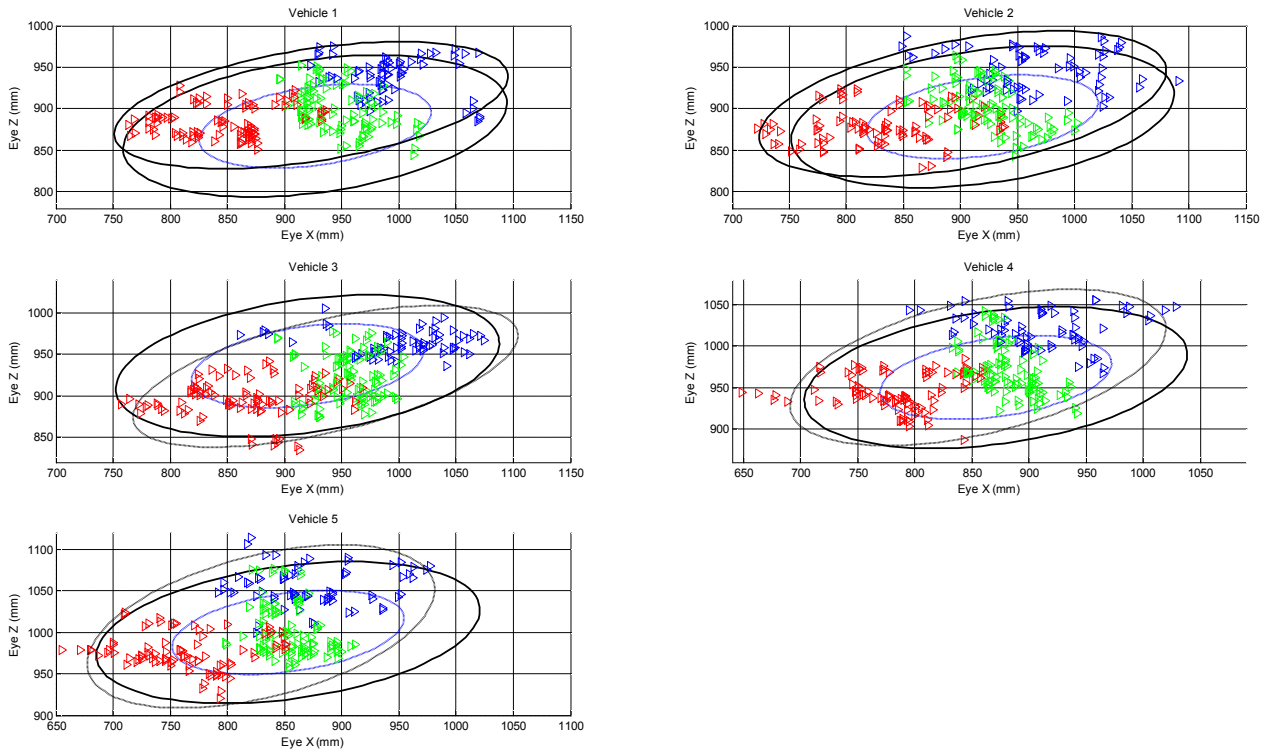 Vehicle 1
1000
950
900
850
800
Eye Z (mm)
700 750 800 850 900 950 1000 1050 1100 1150
Eye X (mm)
Vehicle 2
1000
950
900
850
800
Eye Z (mm)
700 750 800 850 900 950 1000 1050 1100 1150
Eye X (mm)
Vehicle 3
1000
950
900
850
Eye Z (mm)
700 750 800 850 900 950 1000 1050 1100 1150
Eye X (mm)
Vehicle 4
1050
1000
950
900
Eye Z (mm)
650 700 750 800 850 900 950 1000 1050
Eye X (mm)
Vehicle 5
1100
1050
1000
950
900
Eye Z (mm)
650 700 750 800 850 900 950 1000 1050 1100
Eye X (mm)